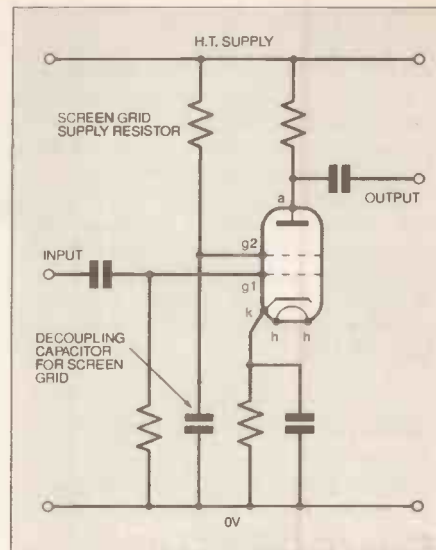 H.T. SUPPLY
SCREEN GRID
SUPPLY RESISTOR
a
OUTPUT
g2
INPUT
g1
k
h h
DECOUPLING
CAPACITOR
FOR SCREEN
GRID
0V